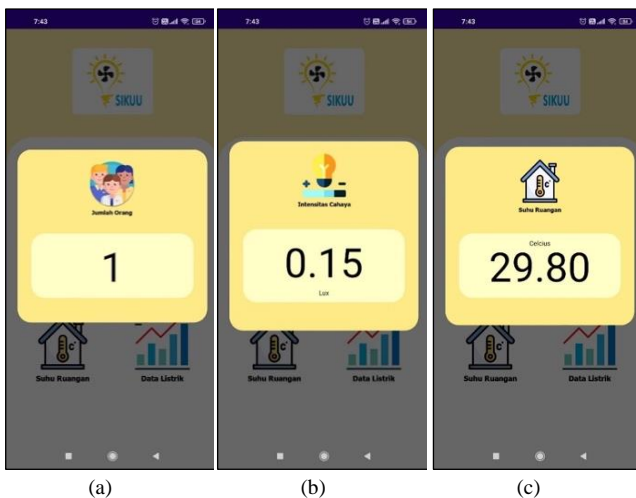 7:43
SIKUU
Jumlah Orang
1
Suhu Ruangan
Data Listrik
(a)
7:43
SIKUU
Intensitas Cahaya
0.15
Lux
Suhu Ruangan
Data Listrik
(b)
7:43
SIKUU
Suhu Ruangan
Celcius
29.80
Suhu Ruangan
Data Listrik
(c)